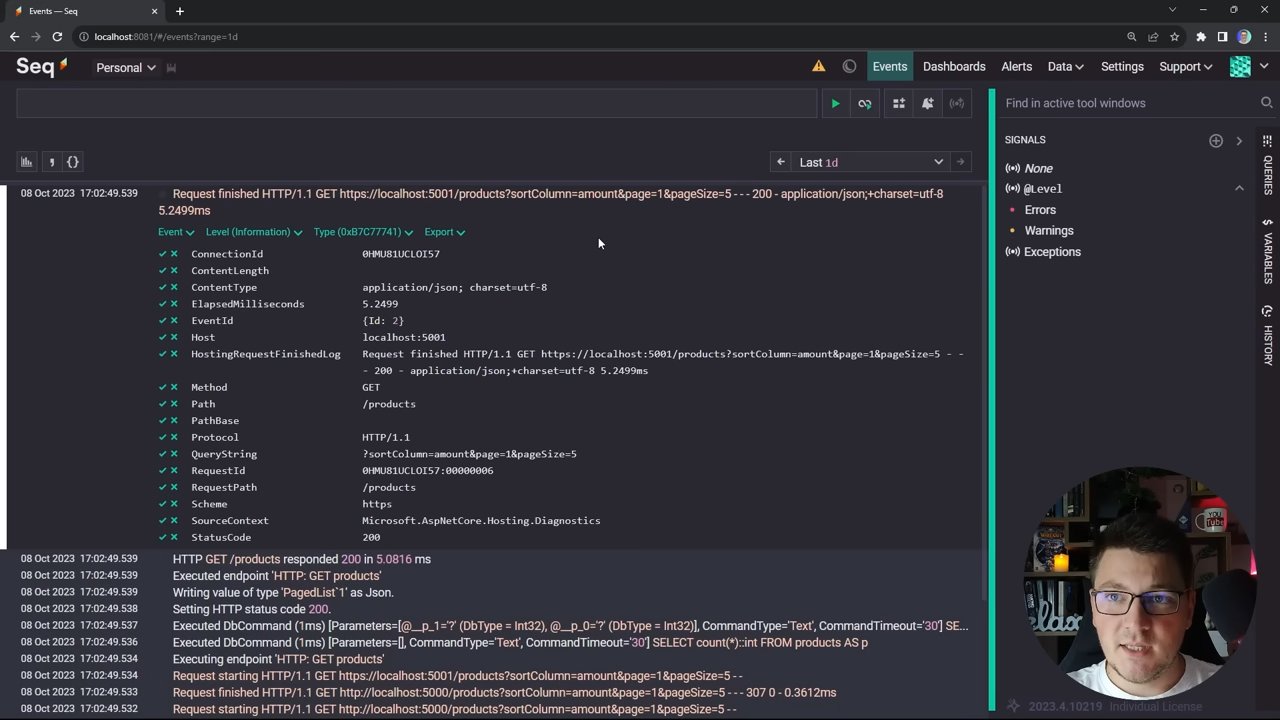 Events — Seq
localhost:8081/#/events?range=1d
Seq
Personal
Events
Dashboards
Alerts
Data
Settings
Support
Find in active tool windows
Last 1d
SIGNALS
None
@Level
Errors
Warnings
Exceptions
QUERIES
$ VARIABLES
HISTORY
08 Oct 2023 17:02:49.539 Request finished HTTP/1.1 GET https://localhost:5001/products?sortColumn=amount&page=1&pageSize=5 - - - 200 - application/json;+charset=utf-8
5.2499ms
Event Level (Information) Type (0xB7C77741) Export
ConnectionId 0HMU81UCLOI57
ContentLength
ContentType application/json; charset=utf-8
ElapsedMilliseconds 5.2499
EventId {Id: 2}
Host localhost:5001
HostingRequestFinishedLog Request finished HTTP/1.1 GET https://localhost:5001/products?sortColumn=amount&page=1&pageSize=5 - -
- 200 - application/json;+charset=utf-8 5.2499ms
Method GET
Path /products
PathBase
Protocol HTTP/1.1
QueryString ?sortColumn=amount&page=1&pageSize=5
RequestId 0HMU81UCLOI57:00000006
RequestPath /products
Scheme https
SourceContext Microsoft.AspNetCore.Hosting.Diagnostics
StatusCode 200
08 Oct 2023 17:02:49.539 HTTP GET /products responded 200 in 5.0816 ms
08 Oct 2023 17:02:49.539 Executed endpoint 'HTTP: GET products'
08 Oct 2023 17:02:49.539 Writing value of type 'PagedList`1' as Json.
08 Oct 2023 17:02:49.538 Setting HTTP status code 200.
08 Oct 2023 17:02:49.537 Executed DbCommand (1ms) [Parameters=[@__p_1='?' (DbType = Int32), @__p_0='?' (DbType = Int32)], CommandType='Text', CommandTimeout='30'] SE...
08 Oct 2023 17:02:49.536 Executed DbCommand (1ms) [Parameters=[], CommandType='Text', CommandTimeout='30'] SELECT count(*)::int FROM products AS p
08 Oct 2023 17:02:49.534 Executing endpoint 'HTTP: GET products'
08 Oct 2023 17:02:49.534 Request starting HTTP/1.1 GET https://localhost:5001/products?sortColumn=amount&page=1&pageSize=5 - -
08 Oct 2023 17:02:49.533 Request finished HTTP/1.1 GET http://localhost:5000/products?sortColumn=amount&page=1&pageSize=5 - - - 307 0 - 0.3612ms
08 Oct 2023 17:02:49.532 Request starting HTTP/1.1 GET http://localhost:5000/products?sortColumn=amount&page=1&pageSize=5 - -
You Tube
2023.4.10219 Individual License